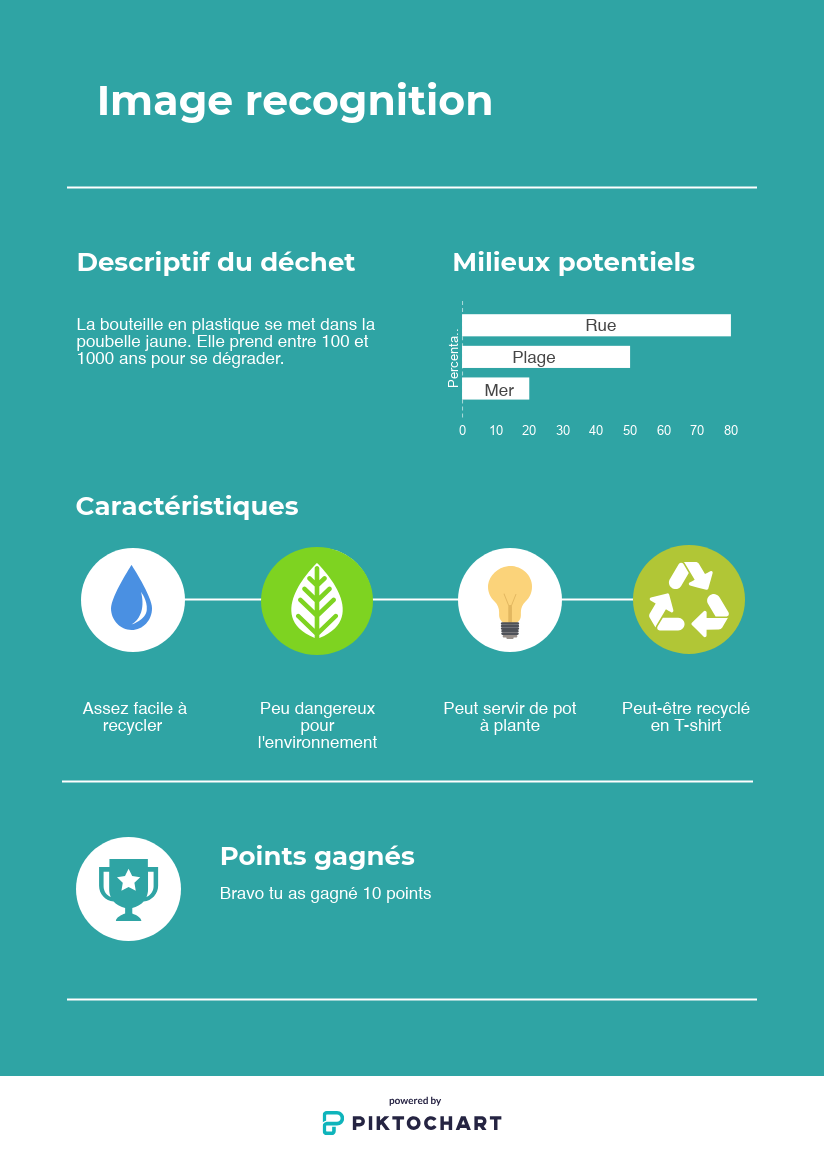 Image recognition
Descriptif du déchet
La bouteille en plastique se met dans la
poubelle jaune. Elle prend entre 100 et
1000 ans pour se dégrader.
Milieux potentiels
Percenta..
Rue
Plage
Mer
0 10 20 30 40 50 60 70 80
Caractéristiques
Assez facile à
recycler
Peu dangereux
pour
l'environnement
Peut servir de pot
à plante
Peut-être recyclé
en T-shirt
Points gagnés
Bravo tu as gagné 10 points
powered by
PIKTOCHART